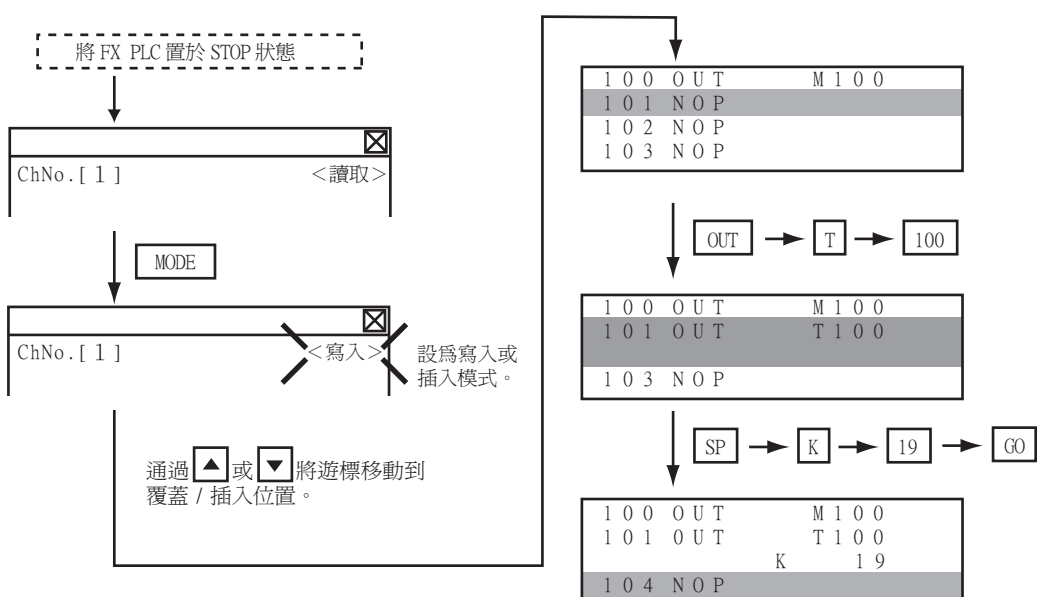 將 FX PLC 置於 STOP 狀態
ChNo.[ 1 ] <讀取>
MODE
ChNo.[ 1 ] <寫入>
設爲寫入或
插入模式。
通過 ▲ 或 ▼ 將遊標移動到
覆蓋 / 插入位置。
100 OUT M100
101 NOP
102 NOP
103 NOP
OUT → T → 100
100 OUT M100
101 OUT T100
103 NOP
SP → K → 19 → GO
100 OUT M100
101 OUT T100
K 19
104 NOP